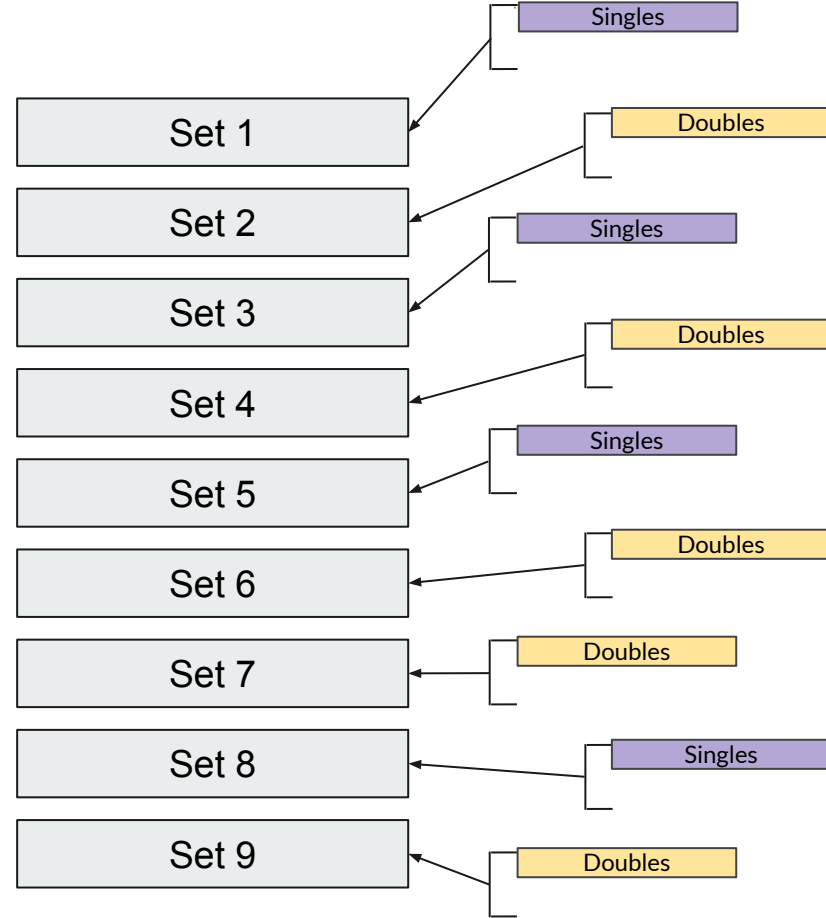 Singles
Set 1
Doubles
Set 2
Singles
Set 3
Doubles
Set 4
Singles
Set 5
Doubles
Set 6
Doubles
Set 7
Singles
Set 8
Set 9
Doubles